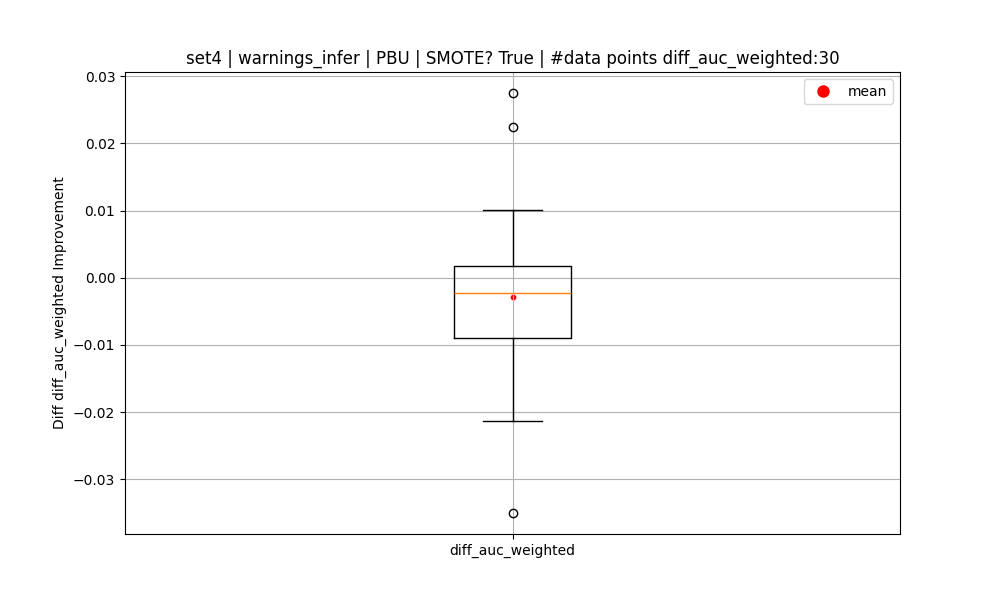 set4 | warnings_infer | PBU | SMOTE? True | #data points diff_auc_weighted:30
mean
Diff diff_auc_weighted Improvement
0.03
0.02
0.01
0.00
−0.01
−0.02
−0.03
diff_auc_weighted